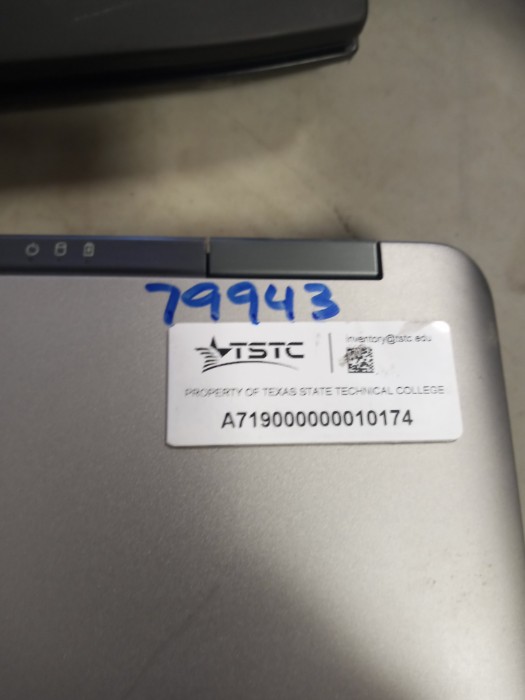 79943
TSTC
inventory@tstc.edu
PROPERTY OF TEXAS STATE TECHNICAL COLLEGE
A719000000010174